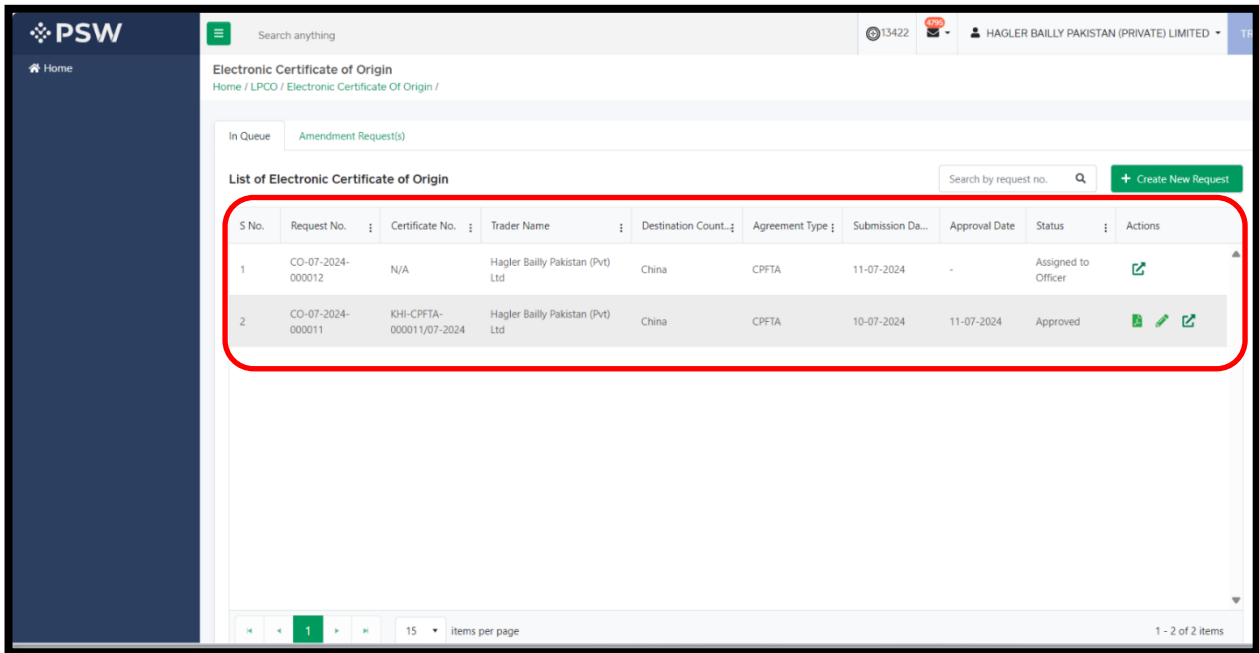 PSW
Search anything
13422
4795
HAGLER BAILLY PAKISTAN (PRIVATE) LIMITED
TR
Home
Electronic Certificate of Origin
Home / LPCO / Electronic Certificate Of Origin /
In Queue Amendment Request(s)
List of Electronic Certificate of Origin
Search by request no.
+ Create New Request
S No. Request No. Certificate No. Trader Name Destination Count... Agreement Type Submission Da... Approval Date Status Actions
1 CO-07-2024-000012 N/A Hagler Bailly Pakistan (Pvt) Ltd China CPFTA 11-07-2024 - Assigned to Officer
2 CO-07-2024-000011 KHI-CPFTA-000011/07-2024 Hagler Bailly Pakistan (Pvt) Ltd China CPFTA 10-07-2024 11-07-2024 Approved
1 15 items per page 1 - 2 of 2 items